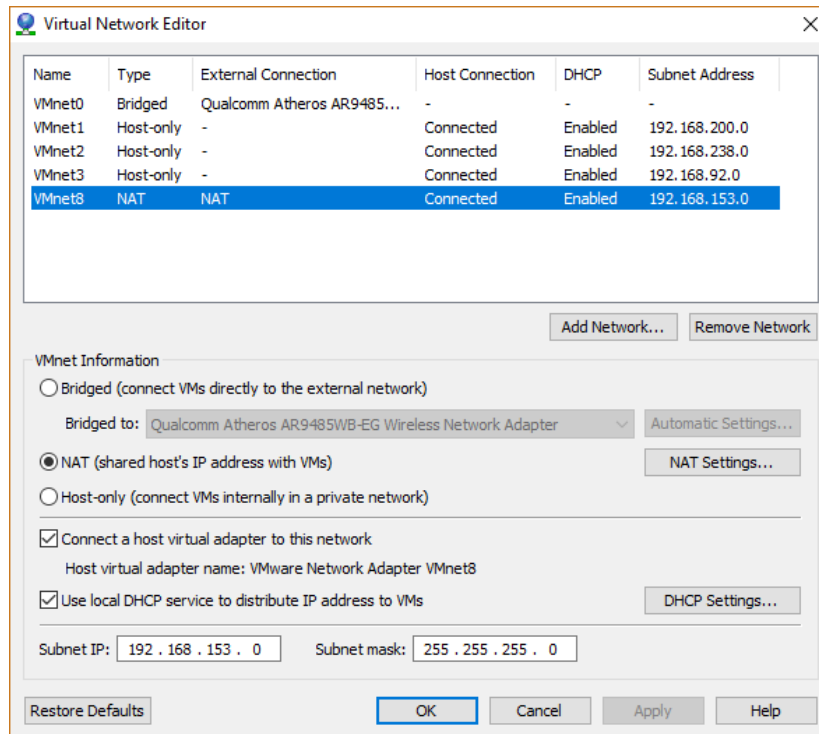 Virtual Network Editor
Name Type External Connection Host Connection DHCP Subnet Address
VMnet0 Bridged Qualcomm Atheros AR9485... - - -
VMnet1 Host-only - Connected Enabled 192.168.200.0
VMnet2 Host-only - Connected Enabled 192.168.238.0
VMnet3 Host-only - Connected Enabled 192.168.92.0
VMnet8 NAT NAT Connected Enabled 192.168.153.0
Add Network... Remove Network
VMnet Information
Bridged (connect VMs directly to the external network)
Bridged to: Qualcomm Atheros AR9485WB-EG Wireless Network Adapter Automatic Settings...
NAT (shared host's IP address with VMs) NAT Settings...
Host-only (connect VMs internally in a private network)
Connect a host virtual adapter to this network
Host virtual adapter name: VMware Network Adapter VMnet8
Use local DHCP service to distribute IP address to VMs DHCP Settings...
Subnet IP: 192 . 168 . 153 . 0 Subnet mask: 255 . 255 . 255 . 0
Restore Defaults OK Cancel Apply Help